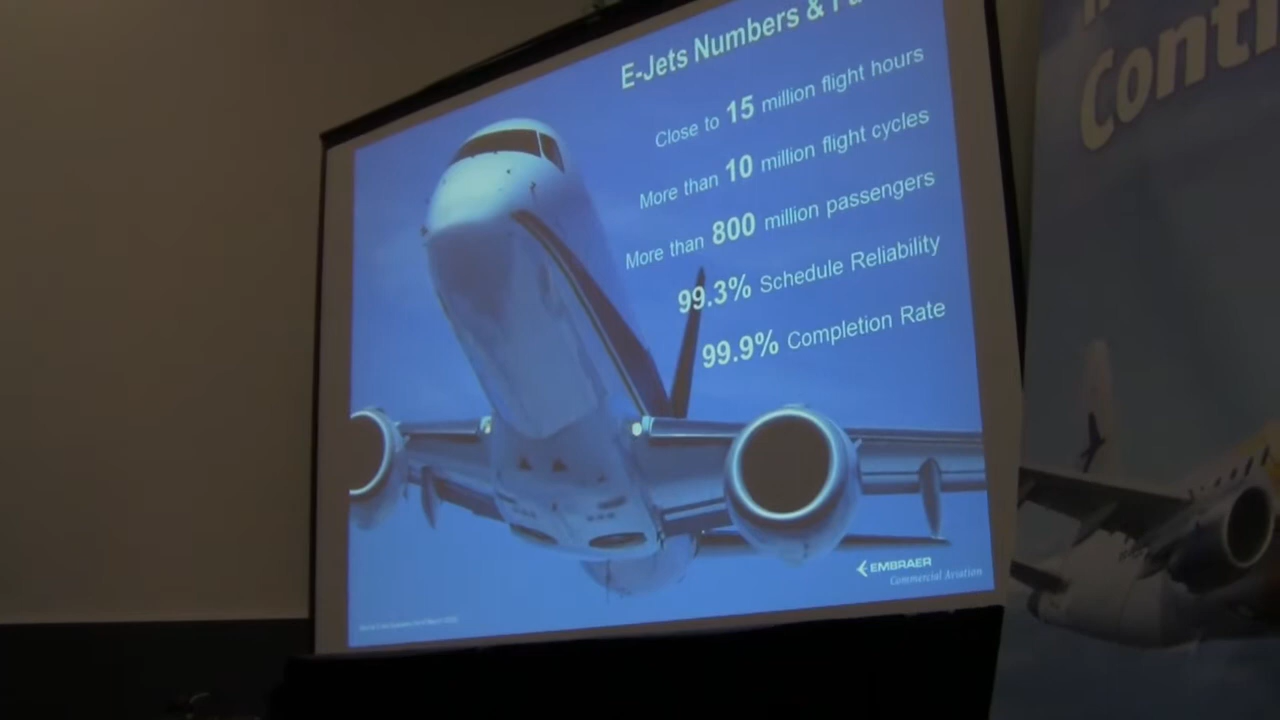 E-Jets Numbers &
Close to 15 million flight hours
More than 10 million flight cycles
More than 800 million passengers
99.3% Schedule Reliability
99.9% Completion Rate
EMBRAER
Commercial Aviation
Conti